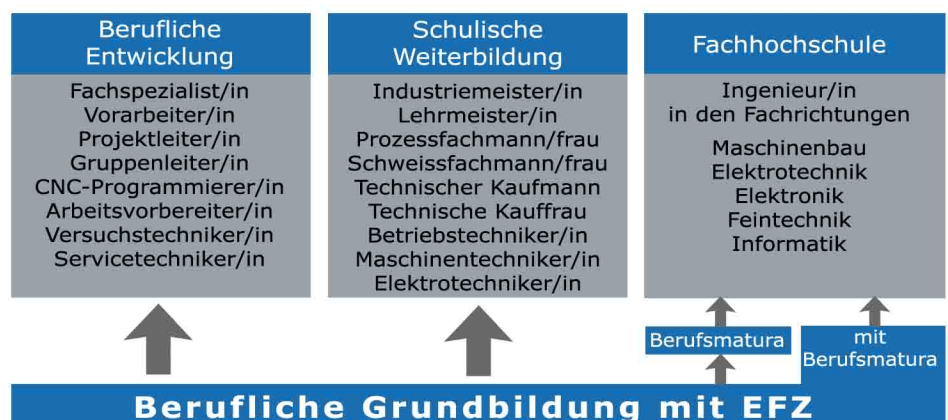 Berufliche
Entwicklung
Fachspezialist/in
Vorarbeiter/in
Projektleiter/in
Gruppenleiter/in
CNC-Programmierer/in
Arbeitsvorbereiter/in
Versuchstechniker/in
Servicetechniker/in
Schulische
Weiterbildung
Industriemeister/in
Lehrmeister/in
Prozessfachmann/frau
Schweissfachmann/frau
Technischer Kaufmann
Technische Kauffrau
Betriebstechniker/in
Maschinentechniker/in
Elektrotechniker/in
Fachhochschule
Ingenieur/in
in den Fachrichtungen
Maschinenbau
Elektrotechnik
Elektronik
Feintechnik
Informatik
Berufsmatura
mit
Berufsmatura
Berufliche Grundbildung mit EFZ